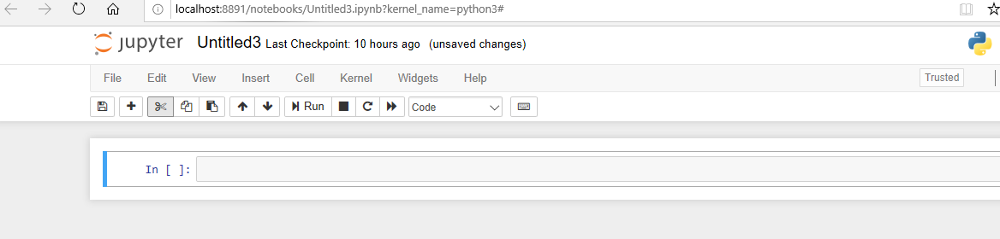 localhost:8891/notebooks/Untitled3.ipynb?kernel_name=python3#
jupyter Untitled3 Last Checkpoint: 10 hours ago (unsaved changes)
File Edit View Insert Cell Kernel Widgets Help Trusted
Run Code
In [ ]: